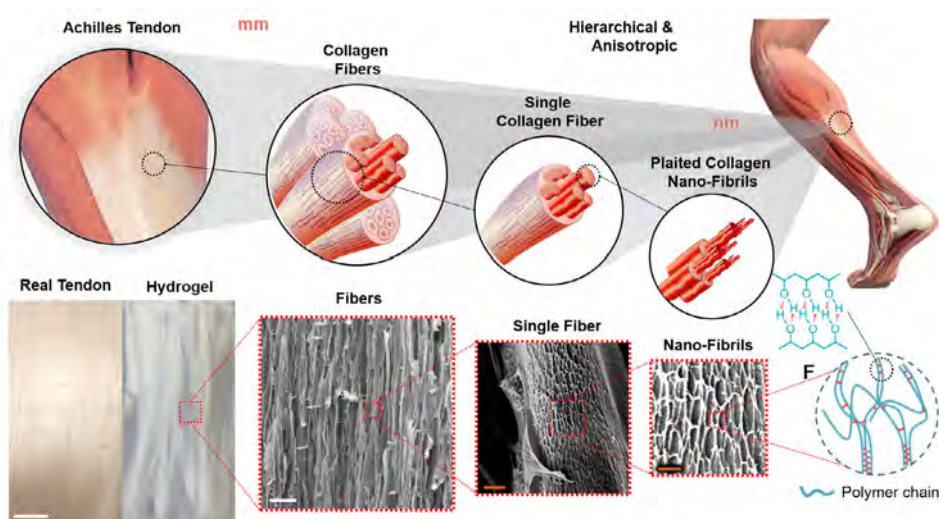 Achilles Tendon
mm
Hierarchical &
Anisotropic
Collagen
Fibers
Single
Collagen Fiber
nm
Plaited Collagen
Nano-Fibrils
Real Tendon
Hydrogel
Fibers
Single Fiber
Nano-Fibrils
O O O
H H H H H H
O O O
F
Polymer chain